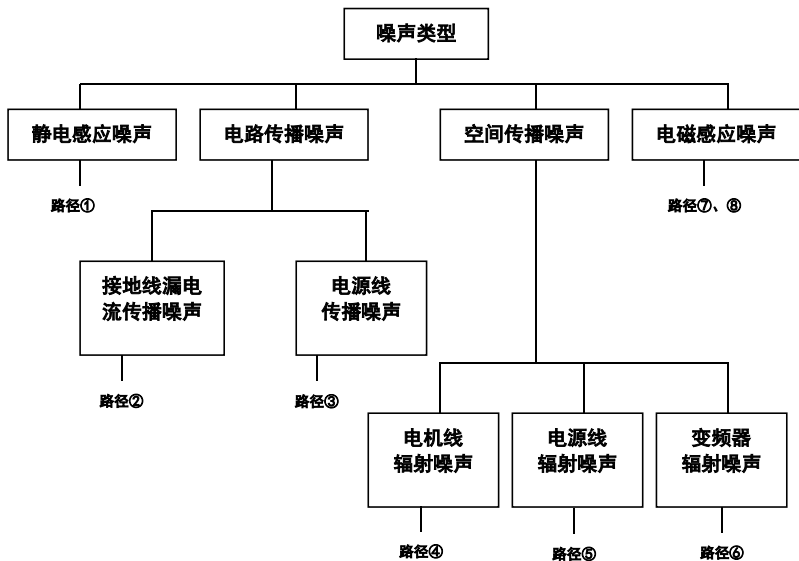 噪声类型
静电感应噪声
电路传播噪声
空间传播噪声
电磁感应噪声
路径①
路径⑦、⑧
接地线漏电
流传播噪声
电源线
传播噪声
路径②
路径③
电机线
辐射噪声
电源线
辐射噪声
变频器
辐射噪声
路径④
路径⑤
路径⑥